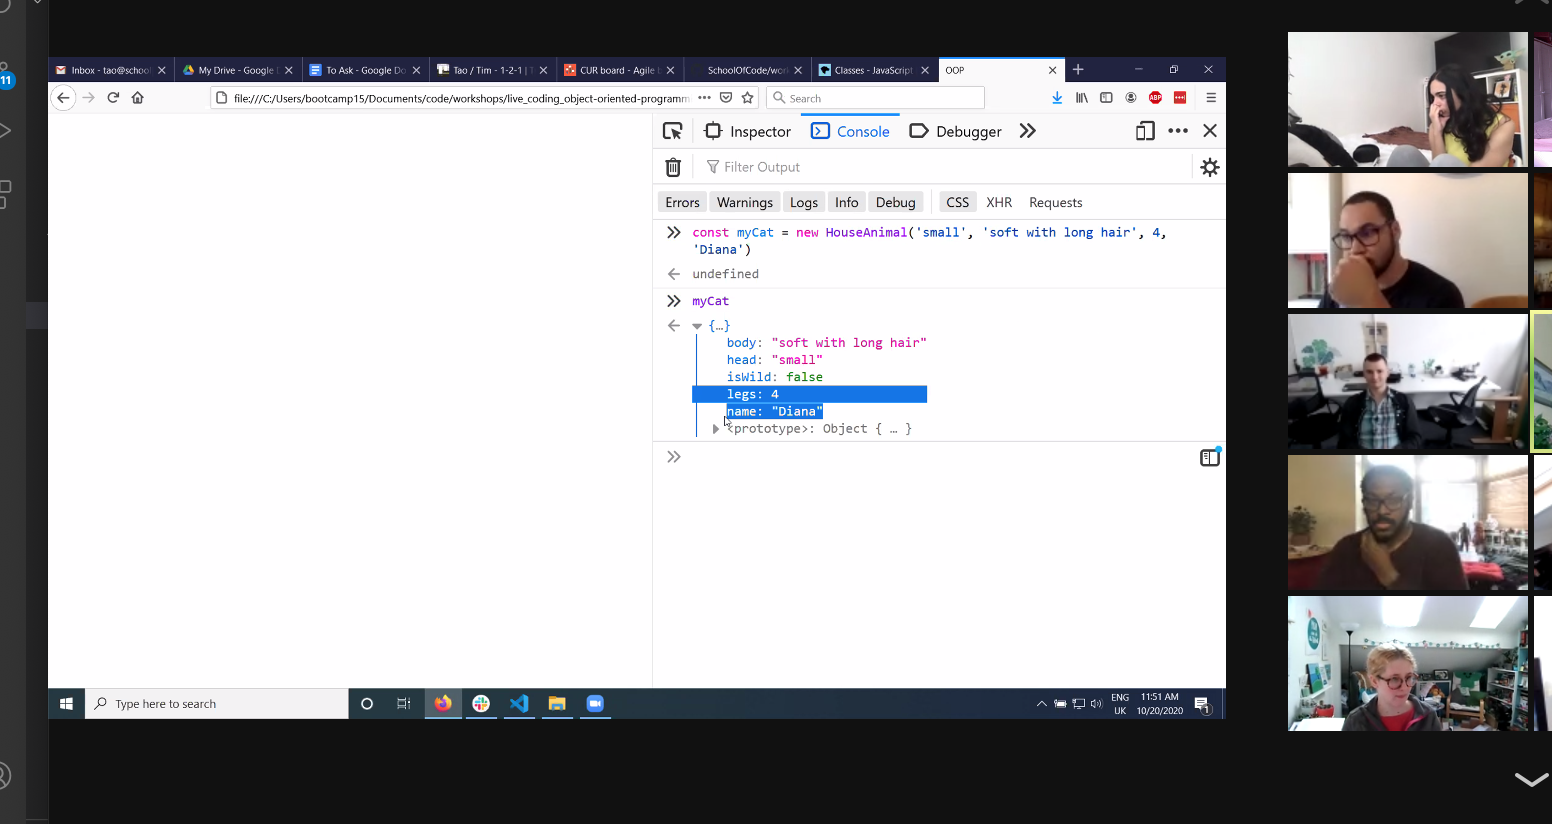 Inbox - tao@school
My Drive - Google
To Ask - Google Do
Tao / Tim - 1-2-1 |
CUR board - Agile
SchoolOfCode/wor
Classes - JavaScript
OOP
file:///C:/Users/bootcamp15/Documents/code/workshops/live_coding_object-oriented-programm
Search
11
Inspector
Console
Debugger
Filter Output
Errors Warnings Logs Info Debug CSS XHR Requests
const myCat = new HouseAnimal('small', 'soft with long hair', 4,
'Diana')
undefined
myCat
{…}
body: "soft with long hair"
head: "small"
isWild: false
legs: 4
name: "Diana"
<prototype>: Object { … }
Type here to search
ENG
UK
11:51 AM
10/20/2020
1
ABP